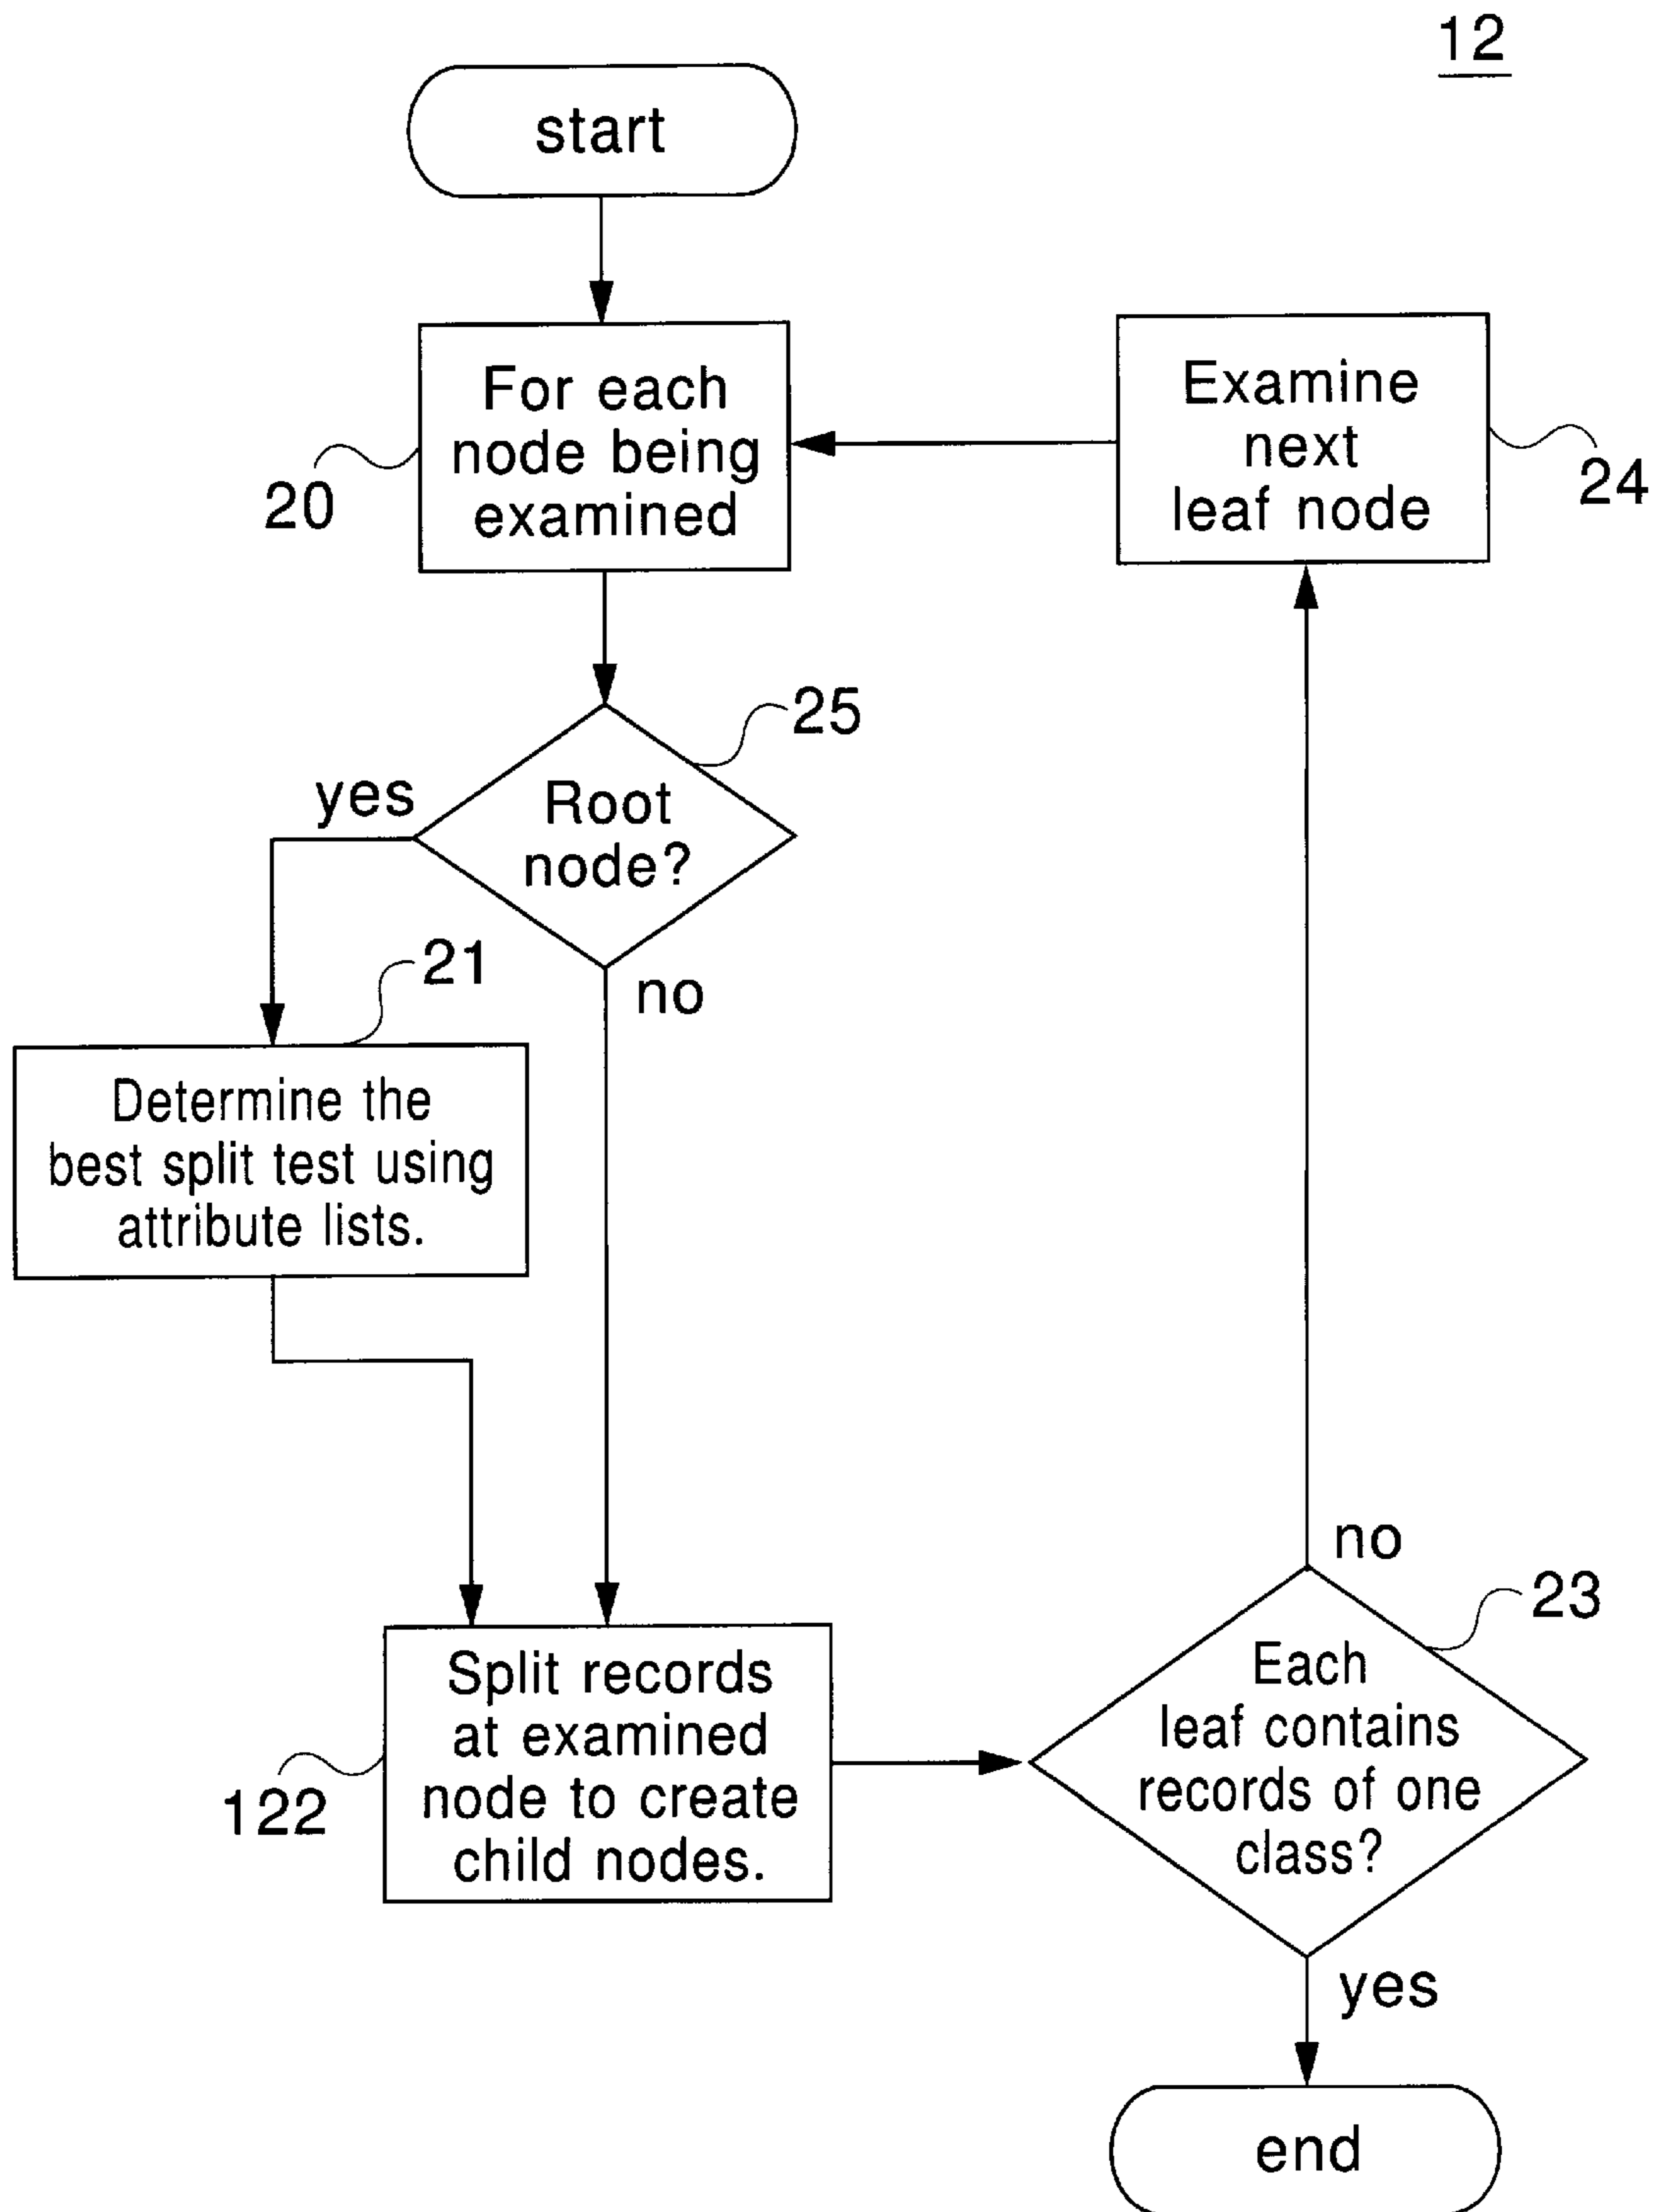 12
start
For each
node being
examined
20
Examine
next
leaf node
24
25
Root
node?
yes
no
21
Determine the
best split test using
attribute lists.
Split records
at examined
node to create
child nodes.
122
no
23
Each
leaf contains
records of one
class?
yes
end